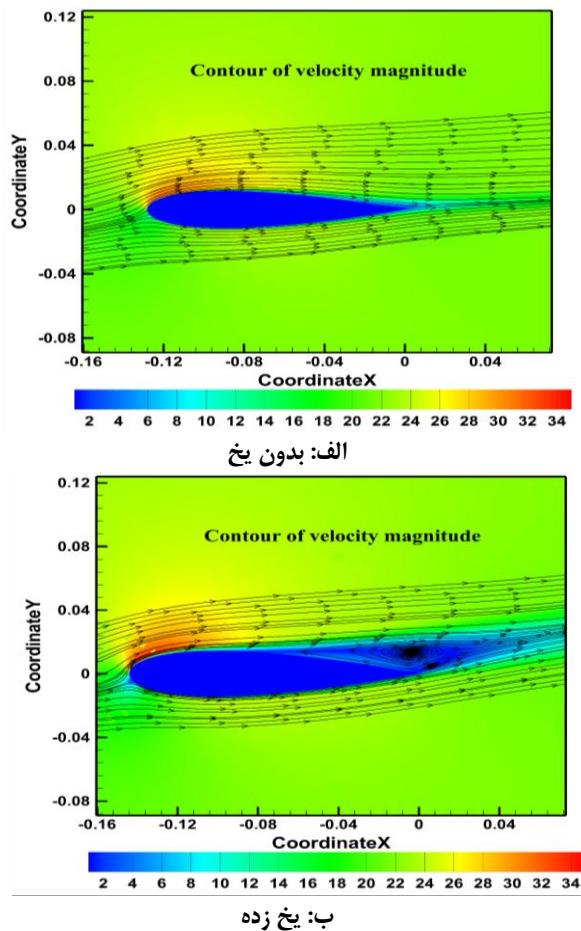 0.12
Contour of velocity magnitude
0.08
CoordinateY
0.04
0
-0.04
-0.08
-0.16 -0.12 -0.08 -0.04 0 0.04
CoordinateX
2 4 6 8 10 12 14 16 18 20 22 24 26 28 30 32 34
الف: بدون یخ
0.12
Contour of velocity magnitude
0.08
CoordinateY
0.04
0
-0.04
-0.08
-0.16 -0.12 -0.08 -0.04 0 0.04
CoordinateX
2 4 6 8 10 12 14 16 18 20 22 24 26 28 30 32 34
ب: یخ زده